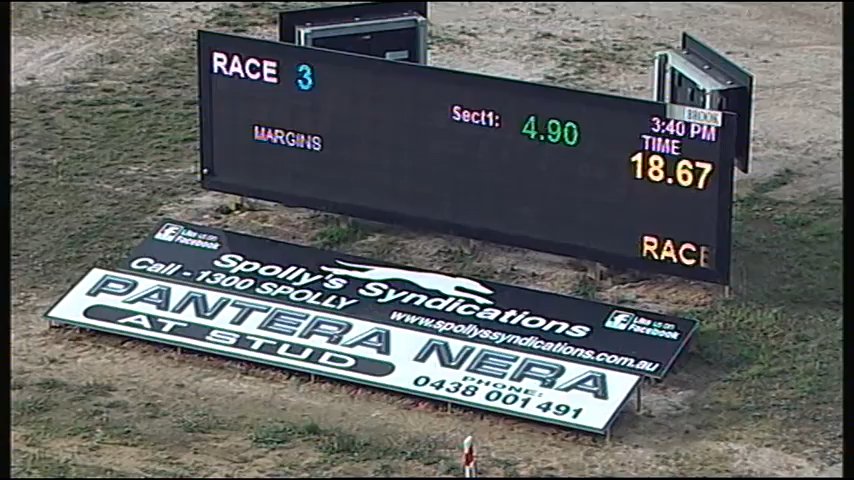 BROOK
RACE 3
Sect1: 4.90
3:40 PM
MARGINS
TIME
18.67
RACE
Like us on Facebook
Spolly's Syndications
Call - 1300 SPOLLY
www.spollyssyndications.com.au
Like us on Facebook
PANTERA NERA
AT STUD
PHONE:
0438 001 491